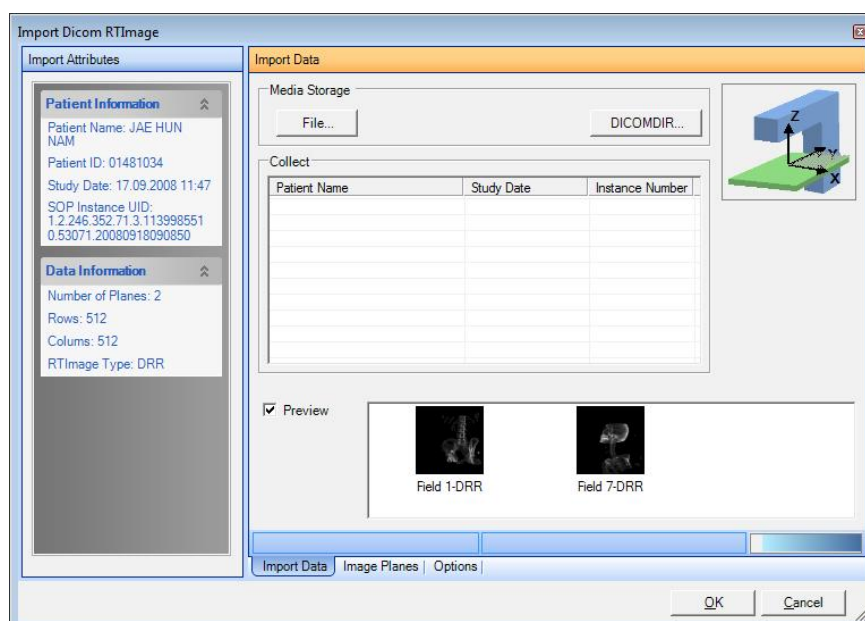 Import Dicom RTImage
Import Attributes
Patient Information
Patient Name: JAE HUN
NAM
Patient ID: 01481034
Study Date: 17.09.2008 11:47
SOP Instance UID:
1.2.246.352.71.3.113998551
0.53071.20080918090850
Data Information
Number of Planes: 2
Rows: 512
Colums: 512
RTImage Type: DRR
Import Data
Media Storage
File...
DICOMDIR...
Z
Y
X
Collect
Patient Name
Study Date
Instance Number
Preview
Field 1-DRR
Field 7-DRR
Import Data
Image Planes
Options
OK
Cancel